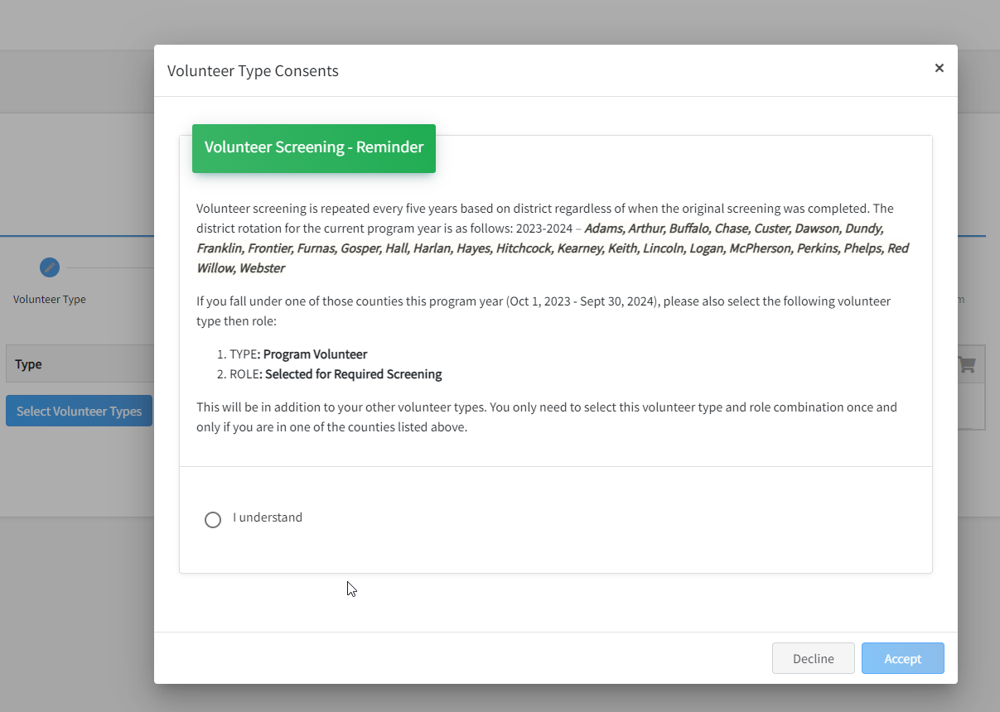 Volunteer Type Consents
×
Volunteer Screening - Reminder
Volunteer screening is repeated every five years based on district regardless of when the original screening was completed. The
district rotation for the current program year is as follows: 2023-2024 – Adams, Arthur, Buffalo, Chase, Custer, Dawson, Dundy,
Franklin, Frontier, Furnas, Gosper, Hall, Harlan, Hayes, Hitchcock, Kearney, Keith, Lincoln, Logan, McPherson, Perkins, Phelps, Red
Willow, Webster
If you fall under one of those counties this program year (Oct 1, 2023 - Sept 30, 2024), please also select the following volunteer
type then role:
1. TYPE: Program Volunteer
2. ROLE: Selected for Required Screening
This will be in addition to your other volunteer types. You only need to select this volunteer type and role combination once and
only if you are in one of the counties listed above.
I understand
Decline
Accept
Volunteer Type
Type
Select Volunteer Types